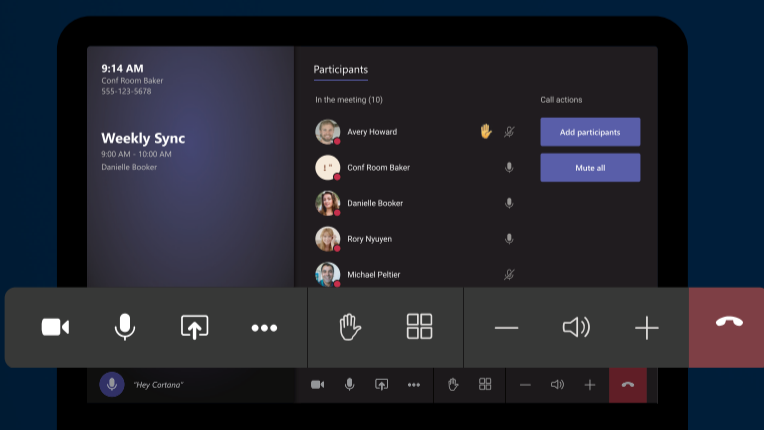 9:14 AM
Conf Room Baker
555-123-5678
Weekly Sync
9:00 AM - 10:00 AM
Danielle Booker
Participants
In the meeting (10)
Call actions
Avery Howard
Add participants
Conf Room Baker
Mute all
Danielle Booker
Rory Nyuyen
Michael Peltier
"Hey Cortana"